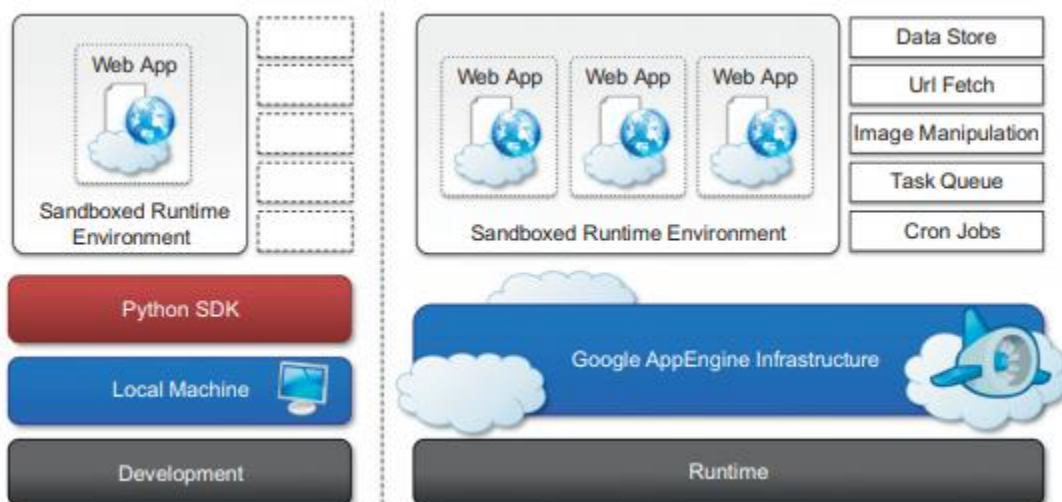 Web App
Sandboxed Runtime
Environment
Python SDK
Local Machine
Development
Web App
Web App
Web App
Sandboxed Runtime Environment
Data Store
Url Fetch
Image Manipulation
Task Queue
Cron Jobs
Google AppEngine Infrastructure
Runtime